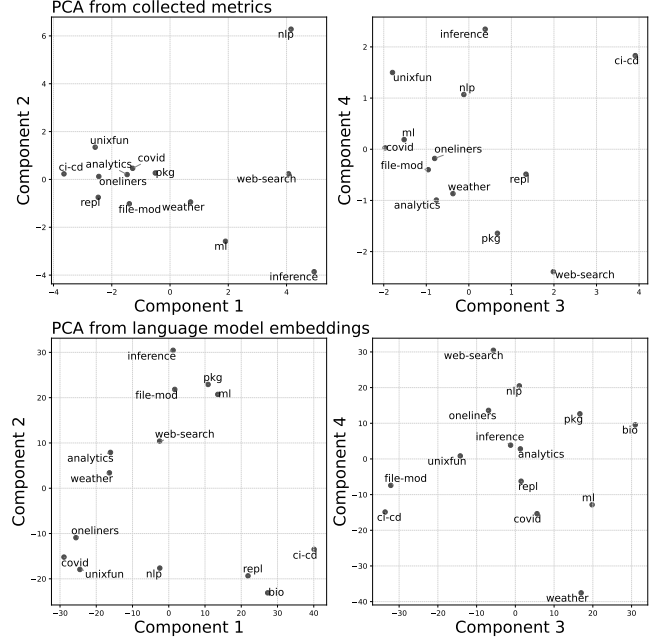 PCA from collected metrics
Component 2
6
4
2
0
−2
−4
nlp
unixfun
covid
analytics
ci-cd
pkg
oneliners
web-search
repl
file-mod
weather
ml
inference
−4
−2
0
2
4
Component 1
Component 4
2
1
0
−1
−2
inference
ci-cd
unixfun
nlp
ml
covid
oneliners
file-mod
repl
weather
analytics
pkg
web-search
−2
−1
0
1
2
3
4
Component 3
PCA from language model embeddings
Component 2
30
20
10
0
−10
−20
inference
pkg
file-mod
ml
web-search
analytics
weather
oneliners
covid
unixfun
nlp
repl
ci-cd
bio
−30
−20
−10
0
10
20
30
40
Component 1
Component 4
30
20
10
0
−10
−20
−30
−40
web-search
nlp
oneliners
pkg
bio
inference
analytics
unixfun
file-mod
repl
ml
ci-cd
covid
weather
−30
−20
−10
0
10
20
30
Component 3